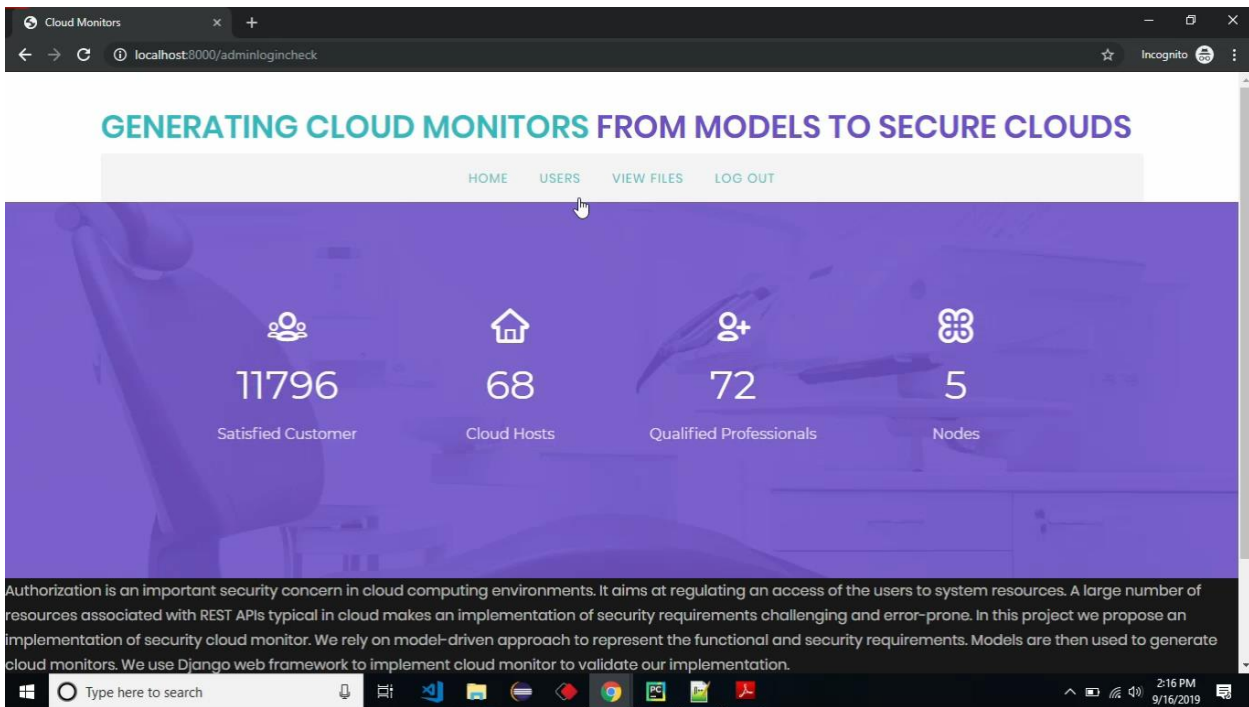 Cloud Monitors
localhost:8000/adminlogincheck
Incognito
GENERATING CLOUD MONITORS FROM MODELS TO SECURE CLOUDS
HOME USERS VIEW FILES LOG OUT
11796 68 72 5
Satisfied Customer Cloud Hosts Qualified Professionals Nodes
Authorization is an important security concern in cloud computing environments. It aims at regulating an access of the users to system resources. A large number of
resources associated with REST APIs typical in cloud makes an implementation of security requirements challenging and error-prone. In this project we propose an
implementation of security cloud monitor. We rely on model-driven approach to represent the functional and security requirements. Models are then used to generate
cloud monitors. We use Django web framework to implement cloud monitor to validate our implementation.
Type here to search
PC
2:16 PM
9/16/2019